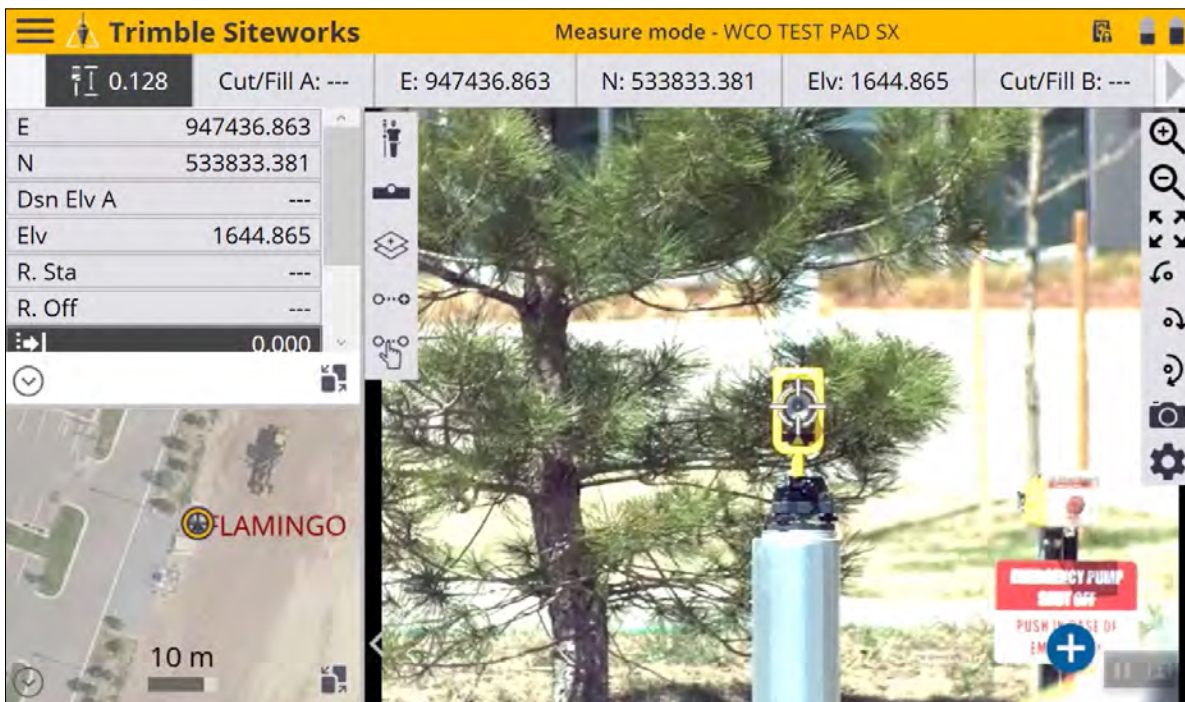 Trimble Siteworks
Measure mode - WCO TEST PAD SX
0.128
Cut/Fill A: ---
E: 947436.863
N: 533833.381
Elv: 1644.865
Cut/Fill B: ---
E 947436.863
N 533833.381
Dsn Elv A ---
Elv 1644.865
R. Sta ---
R. Off ---
0.000
FLAMINGO
10 m
EMERGENCY PUMP
SHUT OFF
PUSH IN CASE OF